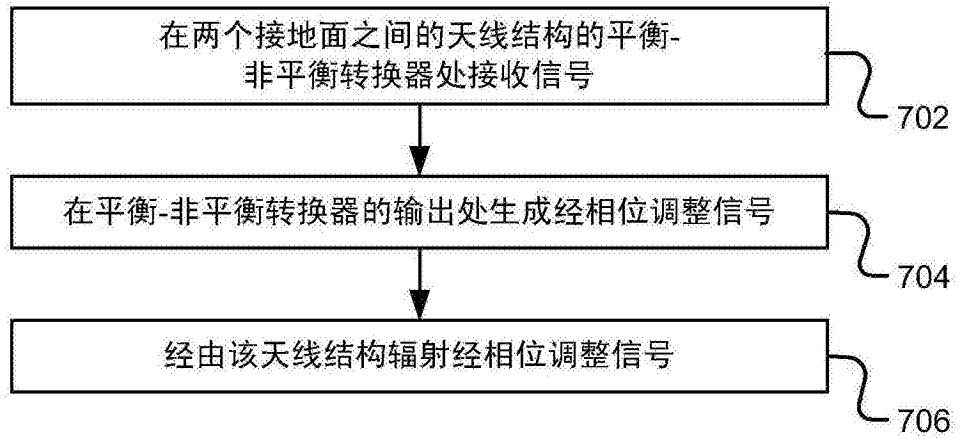 在两个接地面之间的天线结构的平衡-
非平衡转换器处接收信号
702
在平衡-非平衡转换器的输出处生成经相位调整信号
704
经由该天线结构辐射经相位调整信号
706